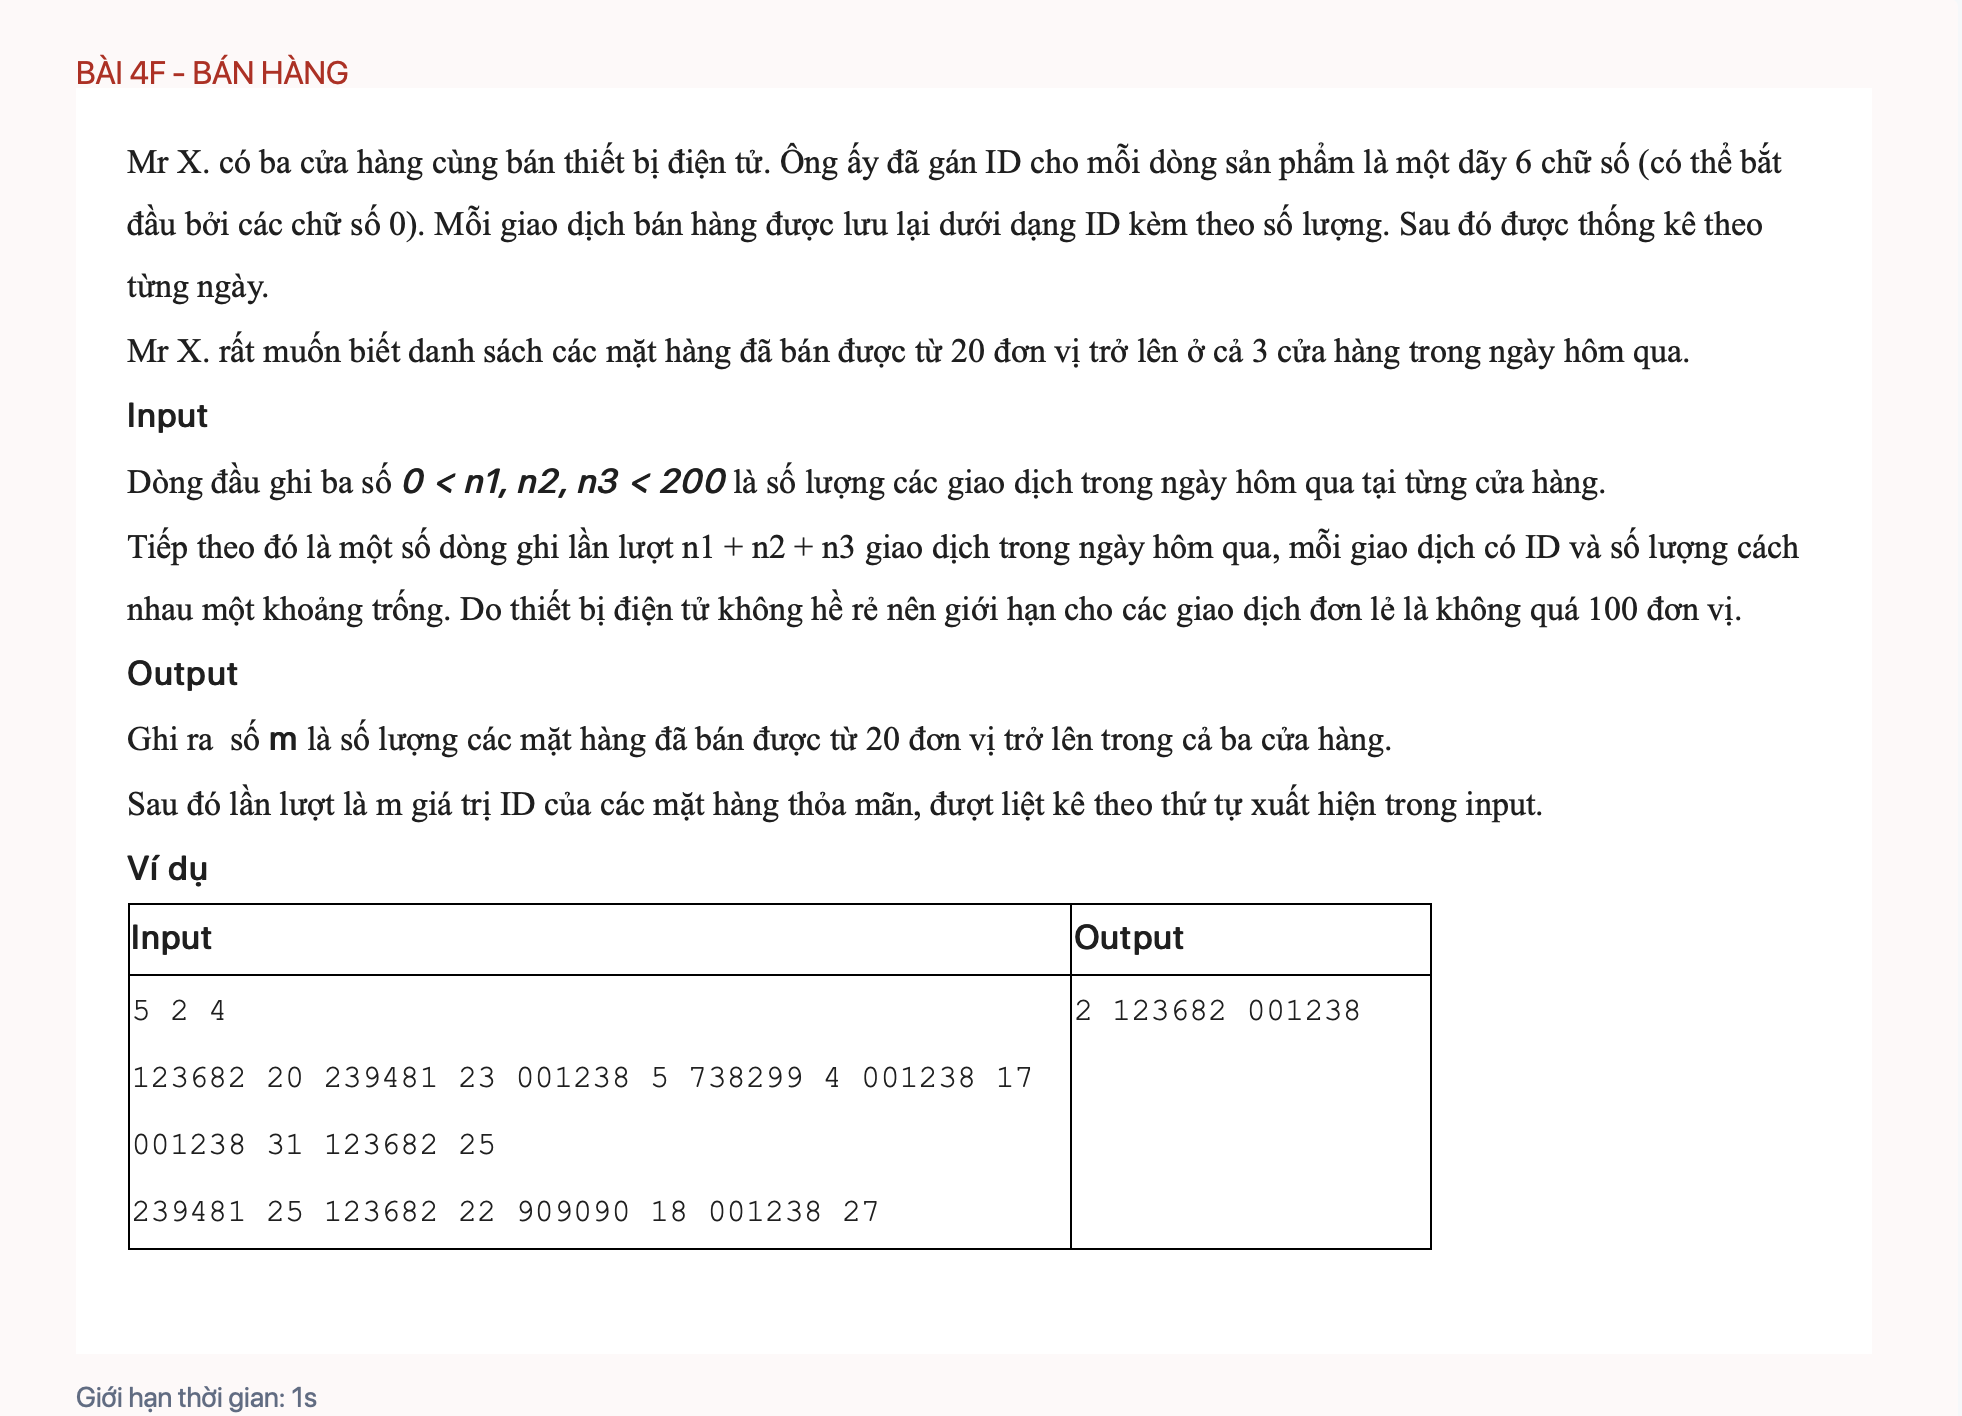 BÀI 4F - BÁN HÀNG
Mr X. có ba cửa hàng cùng bán thiết bị điện tử. Ông ấy đã gán ID cho mỗi dòng sản phẩm là một dãy 6 chữ số (có thể bắt
đầu bởi các chữ số 0). Mỗi giao dịch bán hàng được lưu lại dưới dạng ID kèm theo số lượng. Sau đó được thống kê theo
từng ngày.
Mr X. rất muốn biết danh sách các mặt hàng đã bán được từ 20 đơn vị trở lên ở cả 3 cửa hàng trong ngày hôm qua.
Input
Dòng đầu ghi ba số 0 < n1, n2, n3 < 200 là số lượng các giao dịch trong ngày hôm qua tại từng cửa hàng.
Tiếp theo đó là một số dòng ghi lần lượt n1 + n2 + n3 giao dịch trong ngày hôm qua, mỗi giao dịch có ID và số lượng cách
nhau một khoảng trống. Do thiết bị điện tử không hề rẻ nên giới hạn cho các giao dịch đơn lẻ là không quá 100 đơn vị.
Output
Ghi ra số m là số lượng các mặt hàng đã bán được từ 20 đơn vị trở lên trong cả ba cửa hàng.
Sau đó lần lượt là m giá trị ID của các mặt hàng thỏa mãn, đượt liệt kê theo thứ tự xuất hiện trong input.
Ví dụ
Input Output
5 2 4 2 123682 001238
123682 20 239481 23 001238 5 738299 4 001238 17
001238 31 123682 25
239481 25 123682 22 909090 18 001238 27
Giới hạn thời gian: 1s